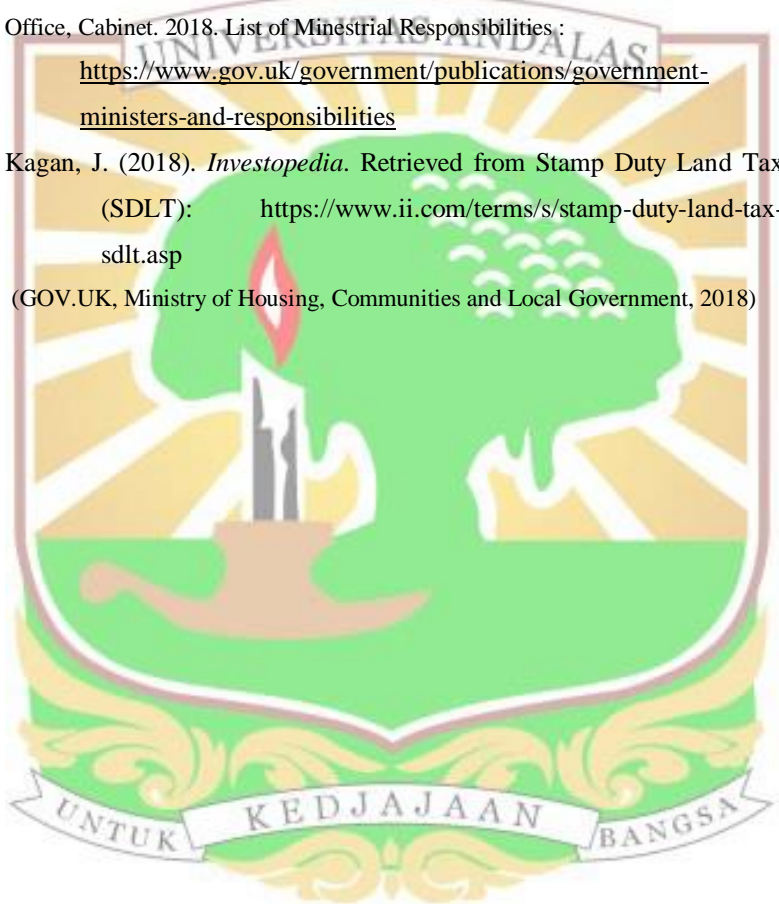 Office, Cabinet. 2018. List of Minestrial Responsibilities :
UNIVERSITAS ANDALAS
https://www.gov.uk/government/publications/government-
ministers-and-responsibilities
Kagan, J. (2018). Investopedia. Retrieved from Stamp Duty Land Tax
(SDLT): https://www.ii.com/terms/s/stamp-duty-land-tax-
sdlt.asp
(GOV.UK, Ministry of Housing, Communities and Local Government, 2018)
UNTUK KEDJAJAAN BANGSA